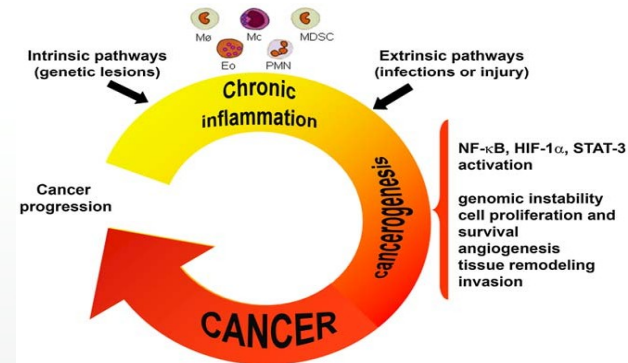 Mø
Mc
MDSC
Eo
PMN
Intrinsic pathways
(genetic lesions)
Extrinsic pathways
(infections or injury)
Chronic
inflammation
cancerogenesis
NF-κB, HIF-1α, STAT-3
activation
genomic instability
cell proliferation and
survival
angiogenesis
tissue remodeling
invasion
Cancer
progression
CANCER